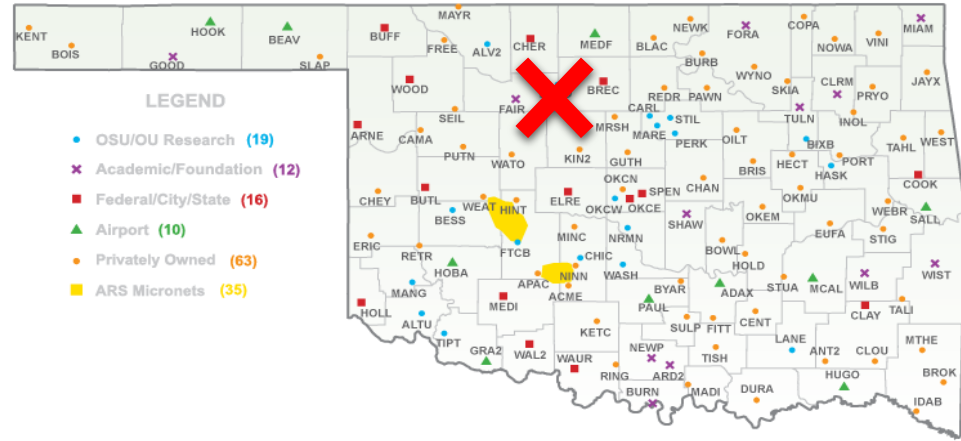 MAYR
KENT
HOOK
BEAV
BUFF
FREE
ALV2
CHER
MEDF
BLAC
NEWK
FORA
COPA
MIAM
BOIS
GOOD
SLAP
NOWA
VINI
BURB
WOOD
BREC
WYNO
SKIA
CLRM
PRYO
JAYX
LEGEND
FAIR
REDR
PAWN
SEIL
CARL
STIL
TULN
INOL
OSU/OU Research (19)
ARNE
CAMA
MRSH
MARE
PERK
OILT
BIXB
TAHL
WEST
Academic/Foundation (12)
PUTN
WATO
KIN2
GUTH
BRIS
HECT
PORT
HASK
Federal/City/State (16)
CHEY
BUTL
WEAT
HINT
ELRE
OKCN
OKCW
OKCE
SPEN
CHAN
OKMU
COOK
Airport (10)
BESS
SHAW
OKEM
WEBR
SALL
Privately Owned (63)
ERIC
RETR
FTCB
MINC
NRMN
BOWL
EUFA
STIG
ARS Micronets (35)
HOBA
CHIC
NINN
WASH
HOLD
WIST
MANG
APAC
ACME
BYAR
ADAX
STUA
MCAL
WILB
HOLL
MEDI
PAUL
CLAY
TALI
ALTU
KETC
SULP
FITT
CENT
TIPT
WAL2
NEWP
TISH
LANE
ANT2
CLOU
MTHE
GRA2
WAUR
RING
ARD2
HUGO
BROK
BURN
MADI
DURA
IDAB